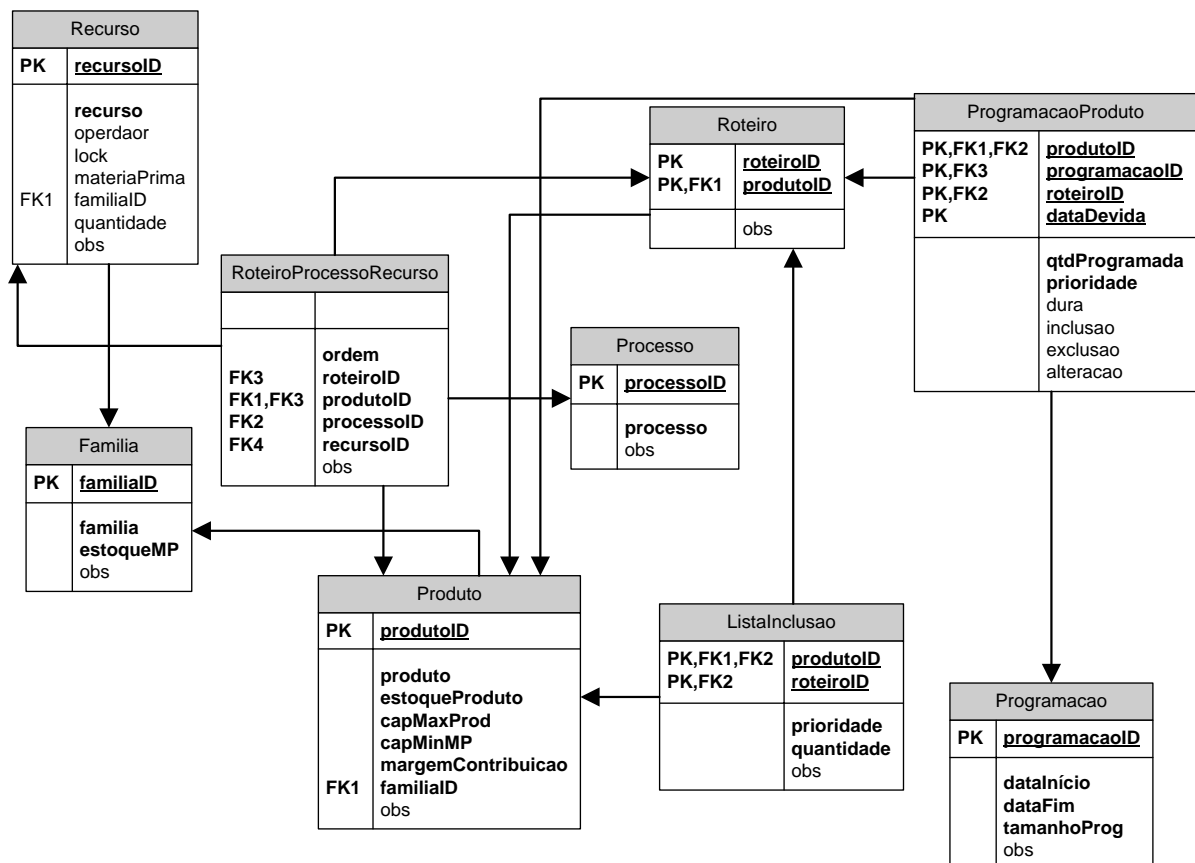 Recurso
PK recursoID
recurso
operdaor
lock
materiaPrima
FK1 familiaID
quantidade
obs
RoteiroProcessoRecurso
ordem
FK3 roteiroID
FK1,FK3 produtoID
FK2 processoID
FK4 recursoID
obs
Roteiro
PK roteiroID
PK,FK1 produtoID
obs
ProgramacaoProduto
PK,FK1,FK2 produtoID
PK,FK3 programacaoID
PK,FK2 roteiroID
PK dataDevida
qtdProgramada
prioridade
dura
inclusao
exclusao
alteracao
Processo
PK processoID
processo
obs
Familia
PK familiaID
familia
estoqueMP
obs
Produto
PK produtoID
produto
estoqueProduto
capMaxProd
capMinMP
margemContribuicao
FK1 familiaID
obs
ListaInclusao
PK,FK1,FK2 produtoID
PK,FK2 roteiroID
prioridade
quantidade
obs
Programacao
PK programacaoID
dataInício
dataFim
tamanhoProg
obs